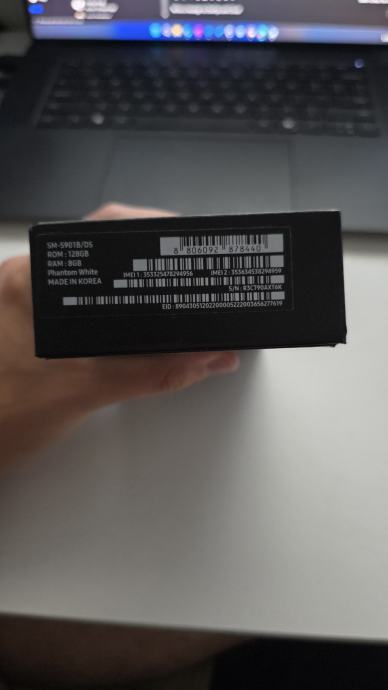 SM-S901B/DS
ROM : 128GB
RAM : 8GB
Phantom White
MADE IN KOREA
8 806092 878440
IMEI 1 : 353325478294956 IMEI 2 : 353634538294959
S/N : R3CT90AXT6K
EID : 89043051202200005222003656277619